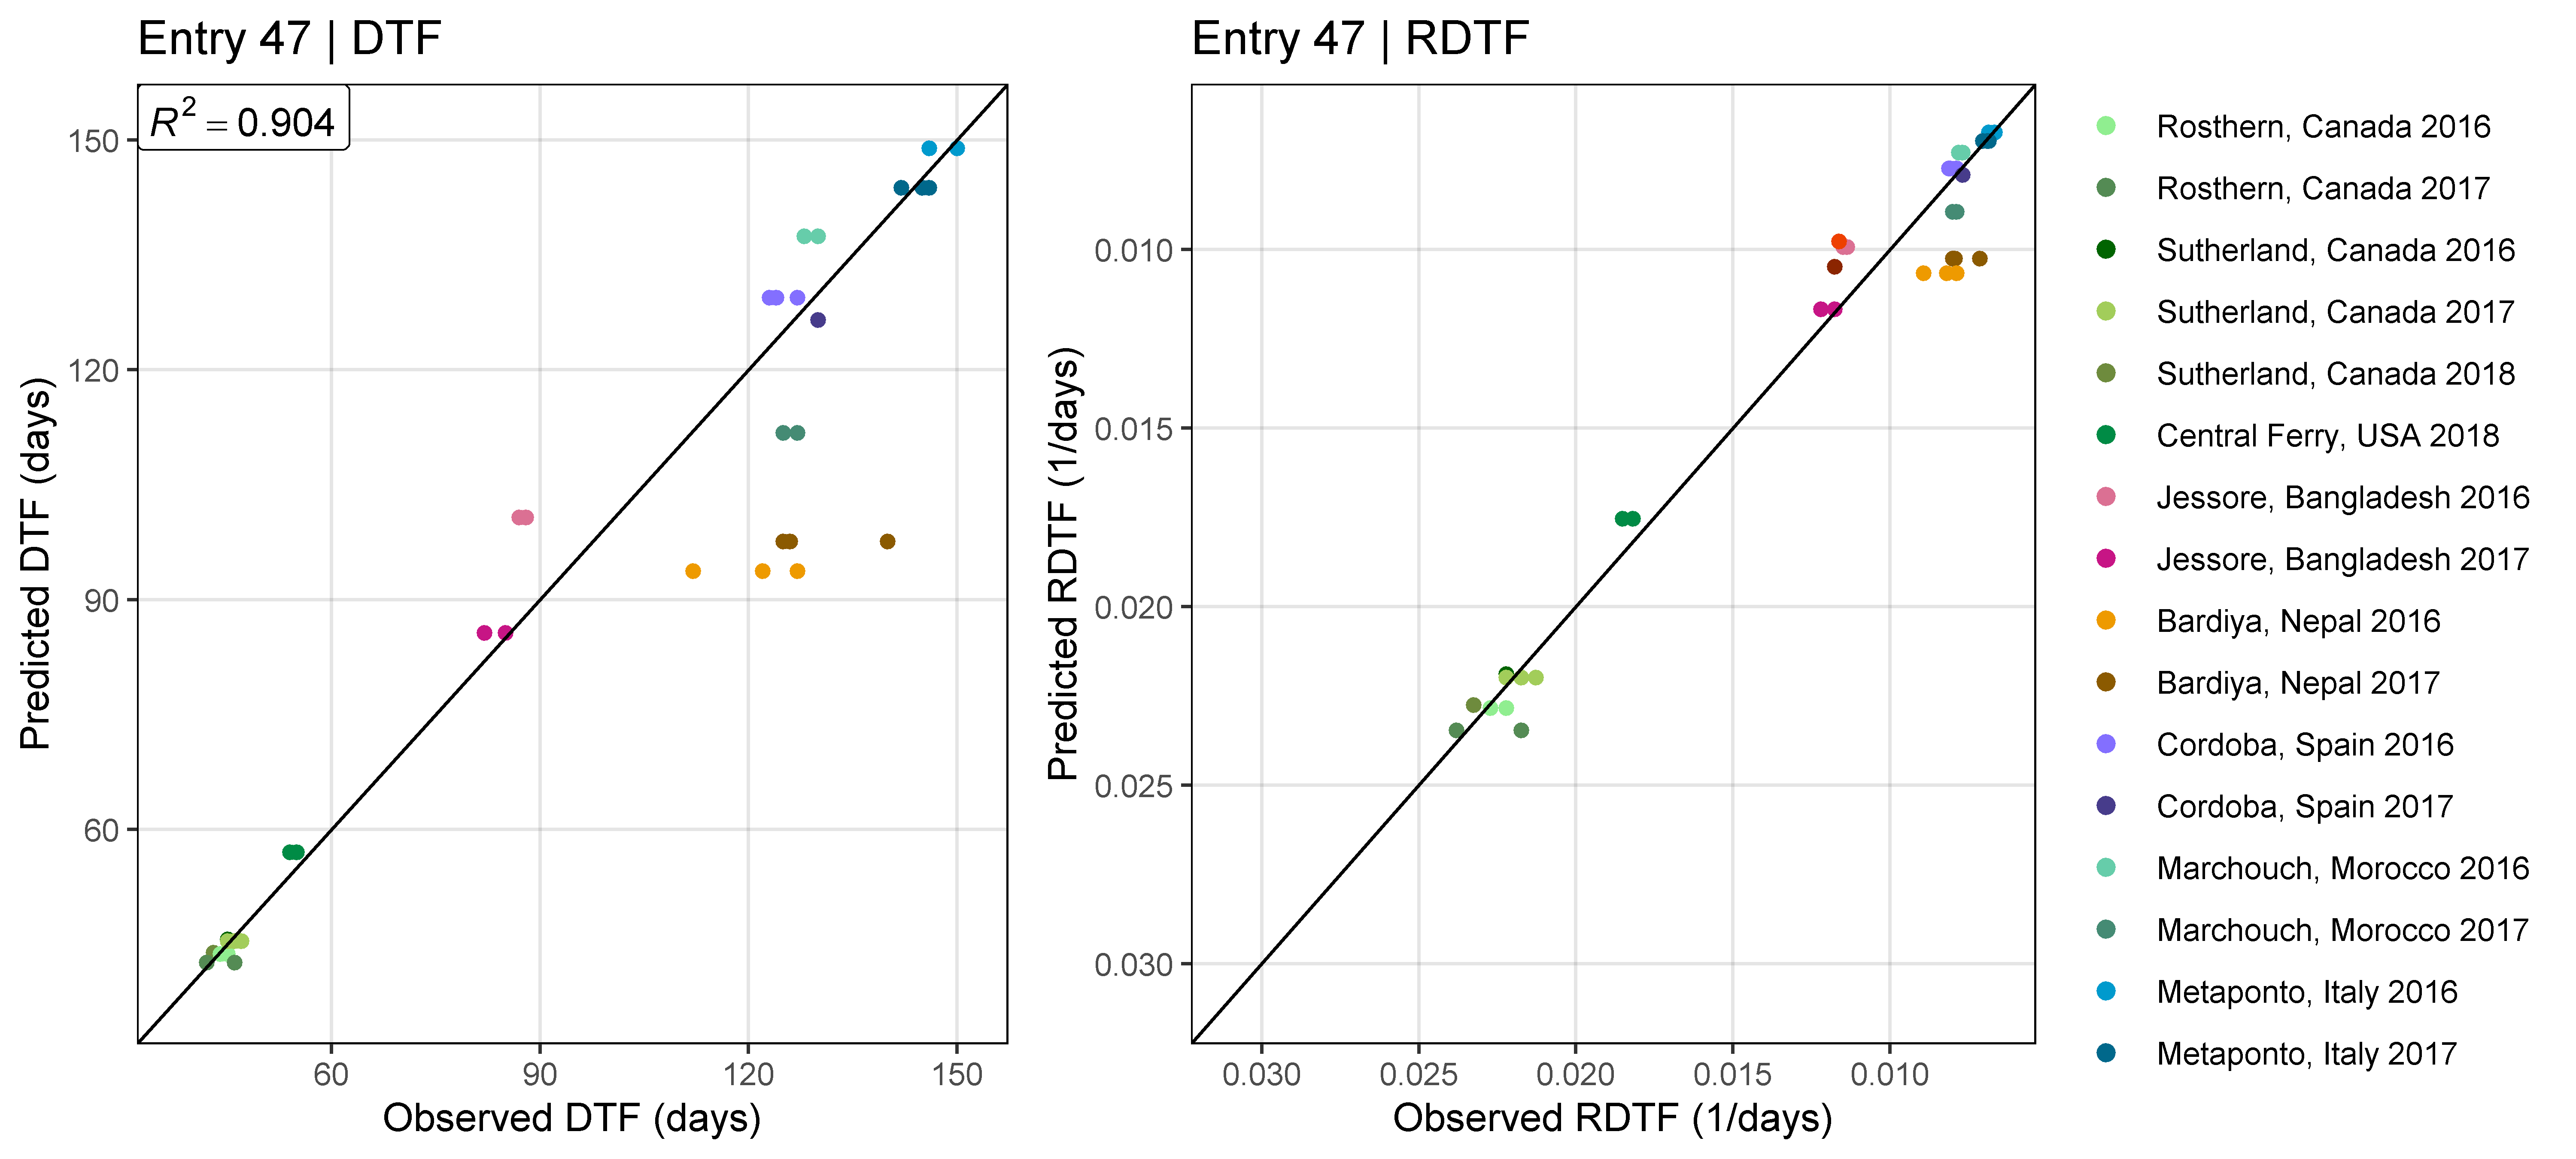 Entry 47 | DTF
R² = 0.904
150
120
90
60
60 90 120 150
Observed DTF (days)
Predicted DTF (days)
Entry 47 | RDTF
0.010
0.015
0.020
0.025
0.030
0.030 0.025 0.020 0.015 0.010
Observed RDTF (1/days)
Predicted RDTF (1/days)
Rosthern, Canada 2016
Rosthern, Canada 2017
Sutherland, Canada 2016
Sutherland, Canada 2017
Sutherland, Canada 2018
Central Ferry, USA 2018
Jessore, Bangladesh 2016
Jessore, Bangladesh 2017
Bardiya, Nepal 2016
Bardiya, Nepal 2017
Cordoba, Spain 2016
Cordoba, Spain 2017
Marchouch, Morocco 2016
Marchouch, Morocco 2017
Metaponto, Italy 2016
Metaponto, Italy 2017